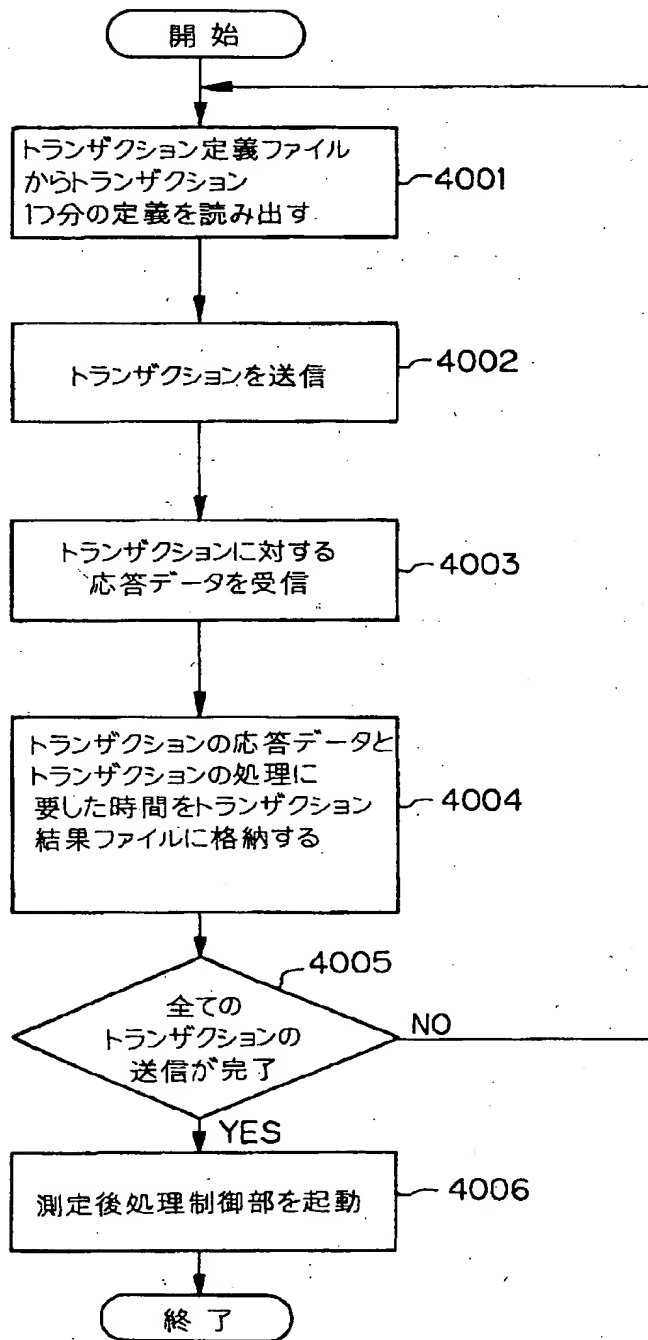 開始
トランザクション定義ファイル
からトランザクション
1つ分の定義を読み出す
4001
トランザクションを送信
4002
トランザクションに対する
応答データを受信
4003
トランザクションの応答データと
トランザクションの処理に
要した時間をトランザクション
結果ファイルに格納する
4004
4005
全ての
トランザクションの
送信が完了
NO
YES
測定後処理制御部を起動
4006
終了